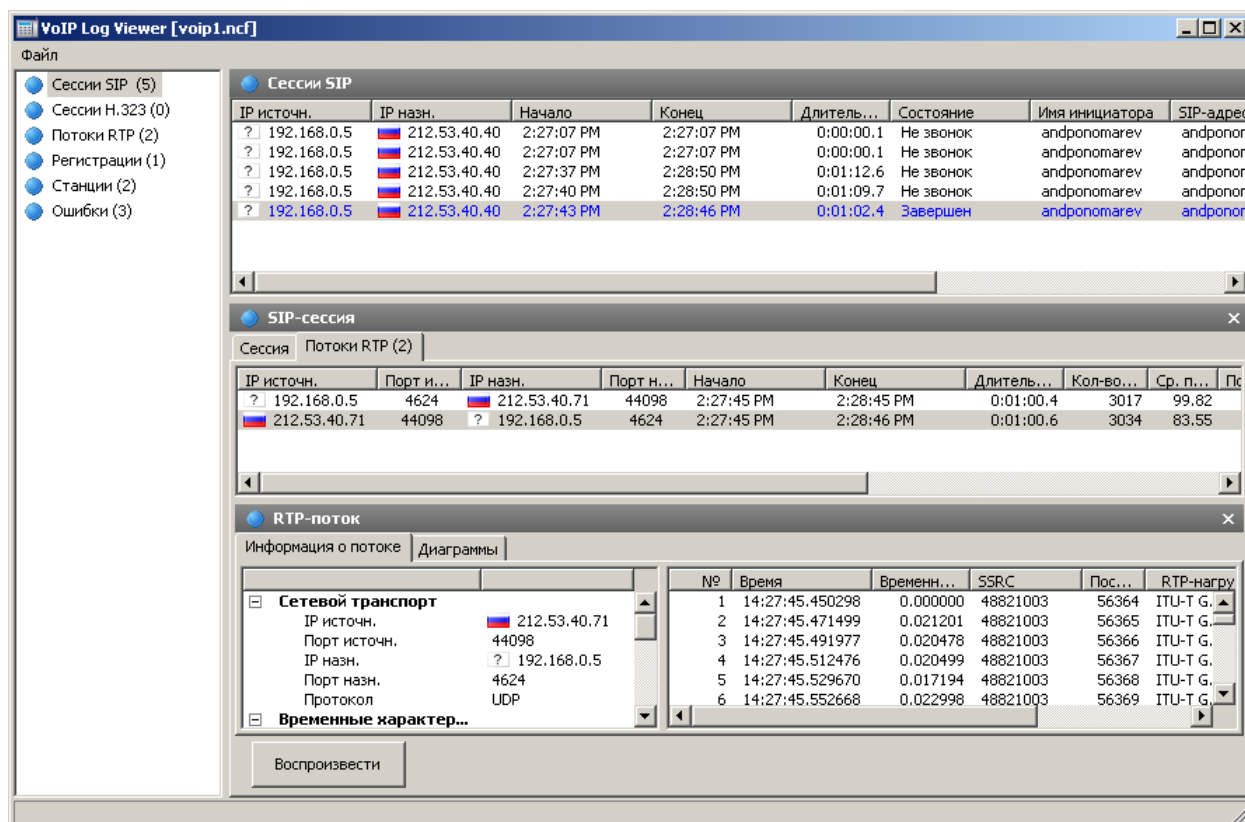 VoIP Log Viewer [voip1.ncf]
Файл
Сессии SIP (5)
Сессии H.323 (0)
Потоки RTP (2)
Регистрации (1)
Станции (2)
Ошибки (3)
Сессии SIP
IP источн. IP назн. Начало Конец Длитель... Состояние Имя инициатора SIP-адрес
? 192.168.0.5 212.53.40.40 2:27:07 PM 2:27:07 PM 0:00:00.1 Не звонок andponomarev andponor
? 192.168.0.5 212.53.40.40 2:27:07 PM 2:27:07 PM 0:00:00.1 Не звонок andponomarev andponor
? 192.168.0.5 212.53.40.40 2:27:37 PM 2:28:50 PM 0:01:12.6 Не звонок andponomarev andponor
? 192.168.0.5 212.53.40.40 2:27:40 PM 2:28:50 PM 0:01:09.7 Не звонок andponomarev andponor
? 192.168.0.5 212.53.40.40 2:27:43 PM 2:28:46 PM 0:01:02.4 Завершен andponomarev andponor
SIP-сессия
Сессия Потоки RTP (2)
IP источн. Порт и... IP назн. Порт н... Начало Конец Длитель... Кол-во... Ср. п... По
? 192.168.0.5 4624 212.53.40.71 44098 2:27:45 PM 2:28:45 PM 0:01:00.4 3017 99.82
212.53.40.71 44098 ? 192.168.0.5 4624 2:27:45 PM 2:28:46 PM 0:01:00.6 3034 83.55
RTP-поток
Информация о потоке Диаграммы
Сетевой транспорт
IP источн. 212.53.40.71
Порт источн. 44098
IP назн. ? 192.168.0.5
Порт назн. 4624
Протокол UDP
Временные характер...
№ Время Временн... SSRC Пос... RTP-нагру
1 14:27:45.450298 0.000000 48821003 56364 ITU-T G.
2 14:27:45.471499 0.021201 48821003 56365 ITU-T G.
3 14:27:45.491977 0.020478 48821003 56366 ITU-T G.
4 14:27:45.512476 0.020499 48821003 56367 ITU-T G.
5 14:27:45.529670 0.017194 48821003 56368 ITU-T G.
6 14:27:45.552668 0.022998 48821003 56369 ITU-T G.
Воспроизвести